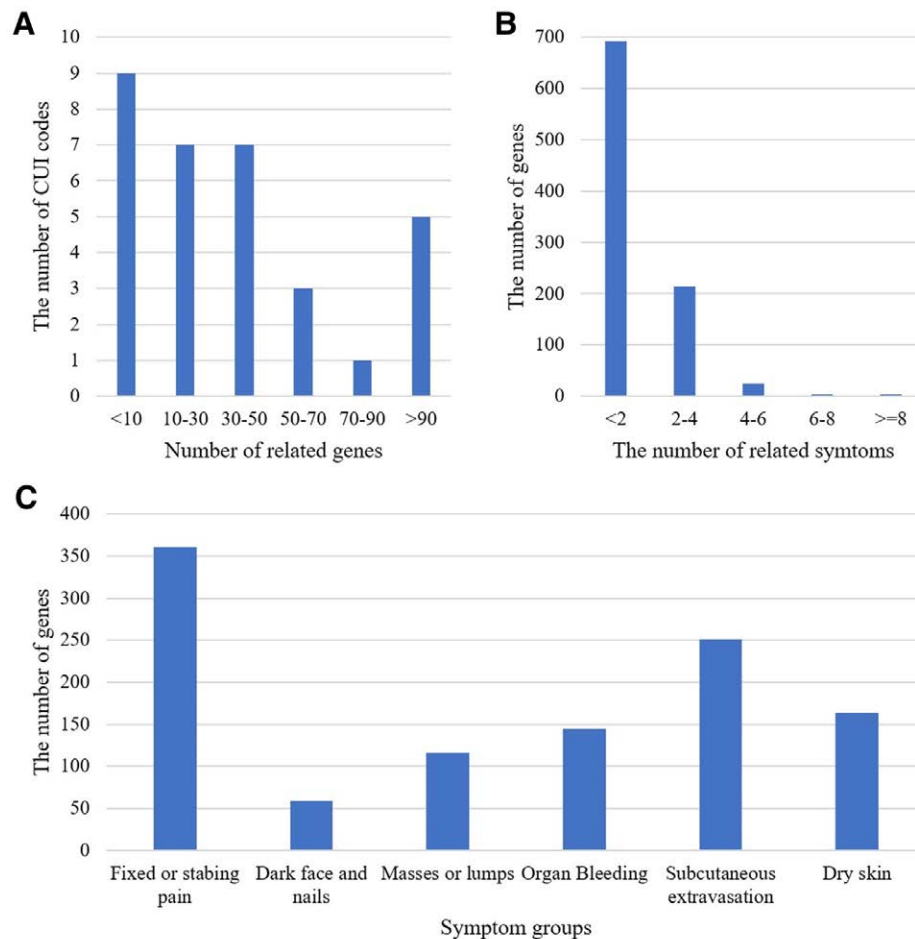 A
The number of CUI codes
10
9
8
7
6
5
4
3
2
1
0
<10 10-30 30-50 50-70 70-90 >90
Number of related genes
B
The number of genes
700
600
500
400
300
200
100
0
<2 2-4 4-6 6-8 >=8
The number of related symtoms
C
The number of genes
400
350
300
250
200
150
100
50
0
Fixed or stabing Dark face and Masses or lumps Organ Bleeding Subcutaneous Dry skin
pain nails extravasation
Symptom groups